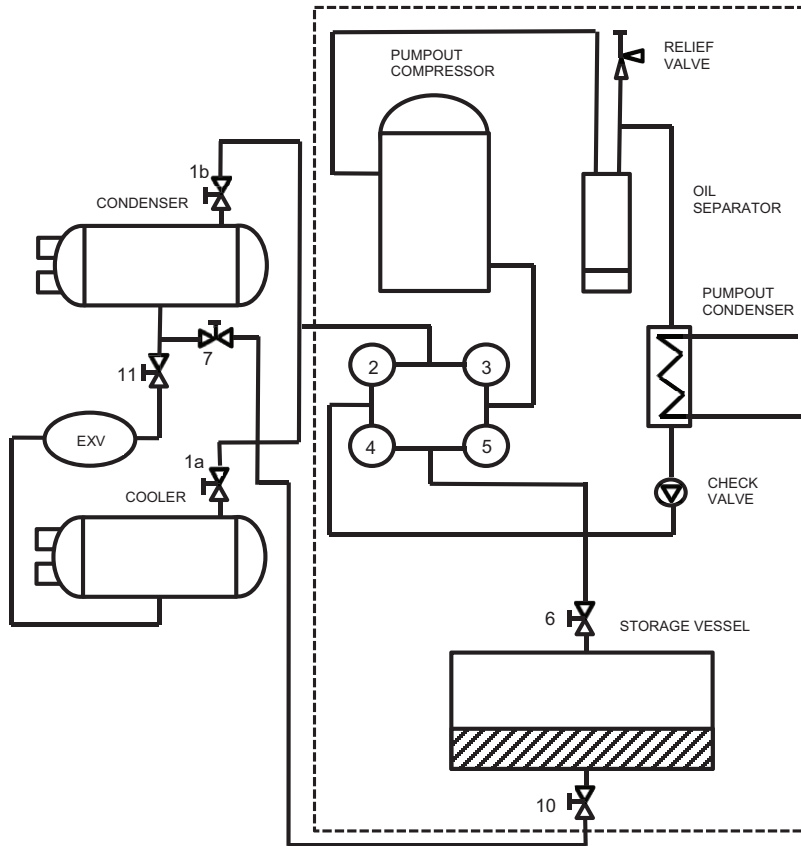 PUMPOUT
COMPRESSOR
RELIEF
VALVE
1b
CONDENSER
OIL
SEPARATOR
PUMPOUT
CONDENSER
7
11
2
3
4
5
EXV
1a
COOLER
CHECK
VALVE
6
STORAGE VESSEL
10